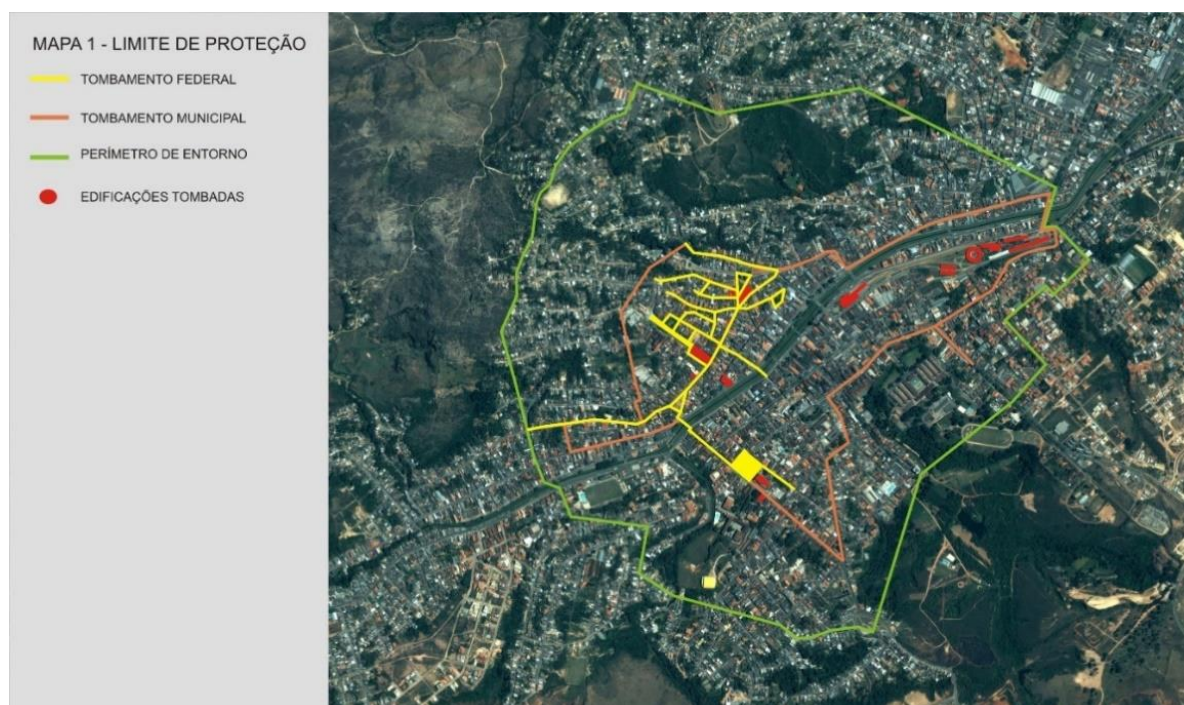 MAPA 1 - LIMITE DE PROTEÇÃO
TOMBAMENTO FEDERAL
TOMBAMENTO MUNICIPAL
PERÍMETRO DE ENTORNO
EDIFICAÇÕES TOMBADAS